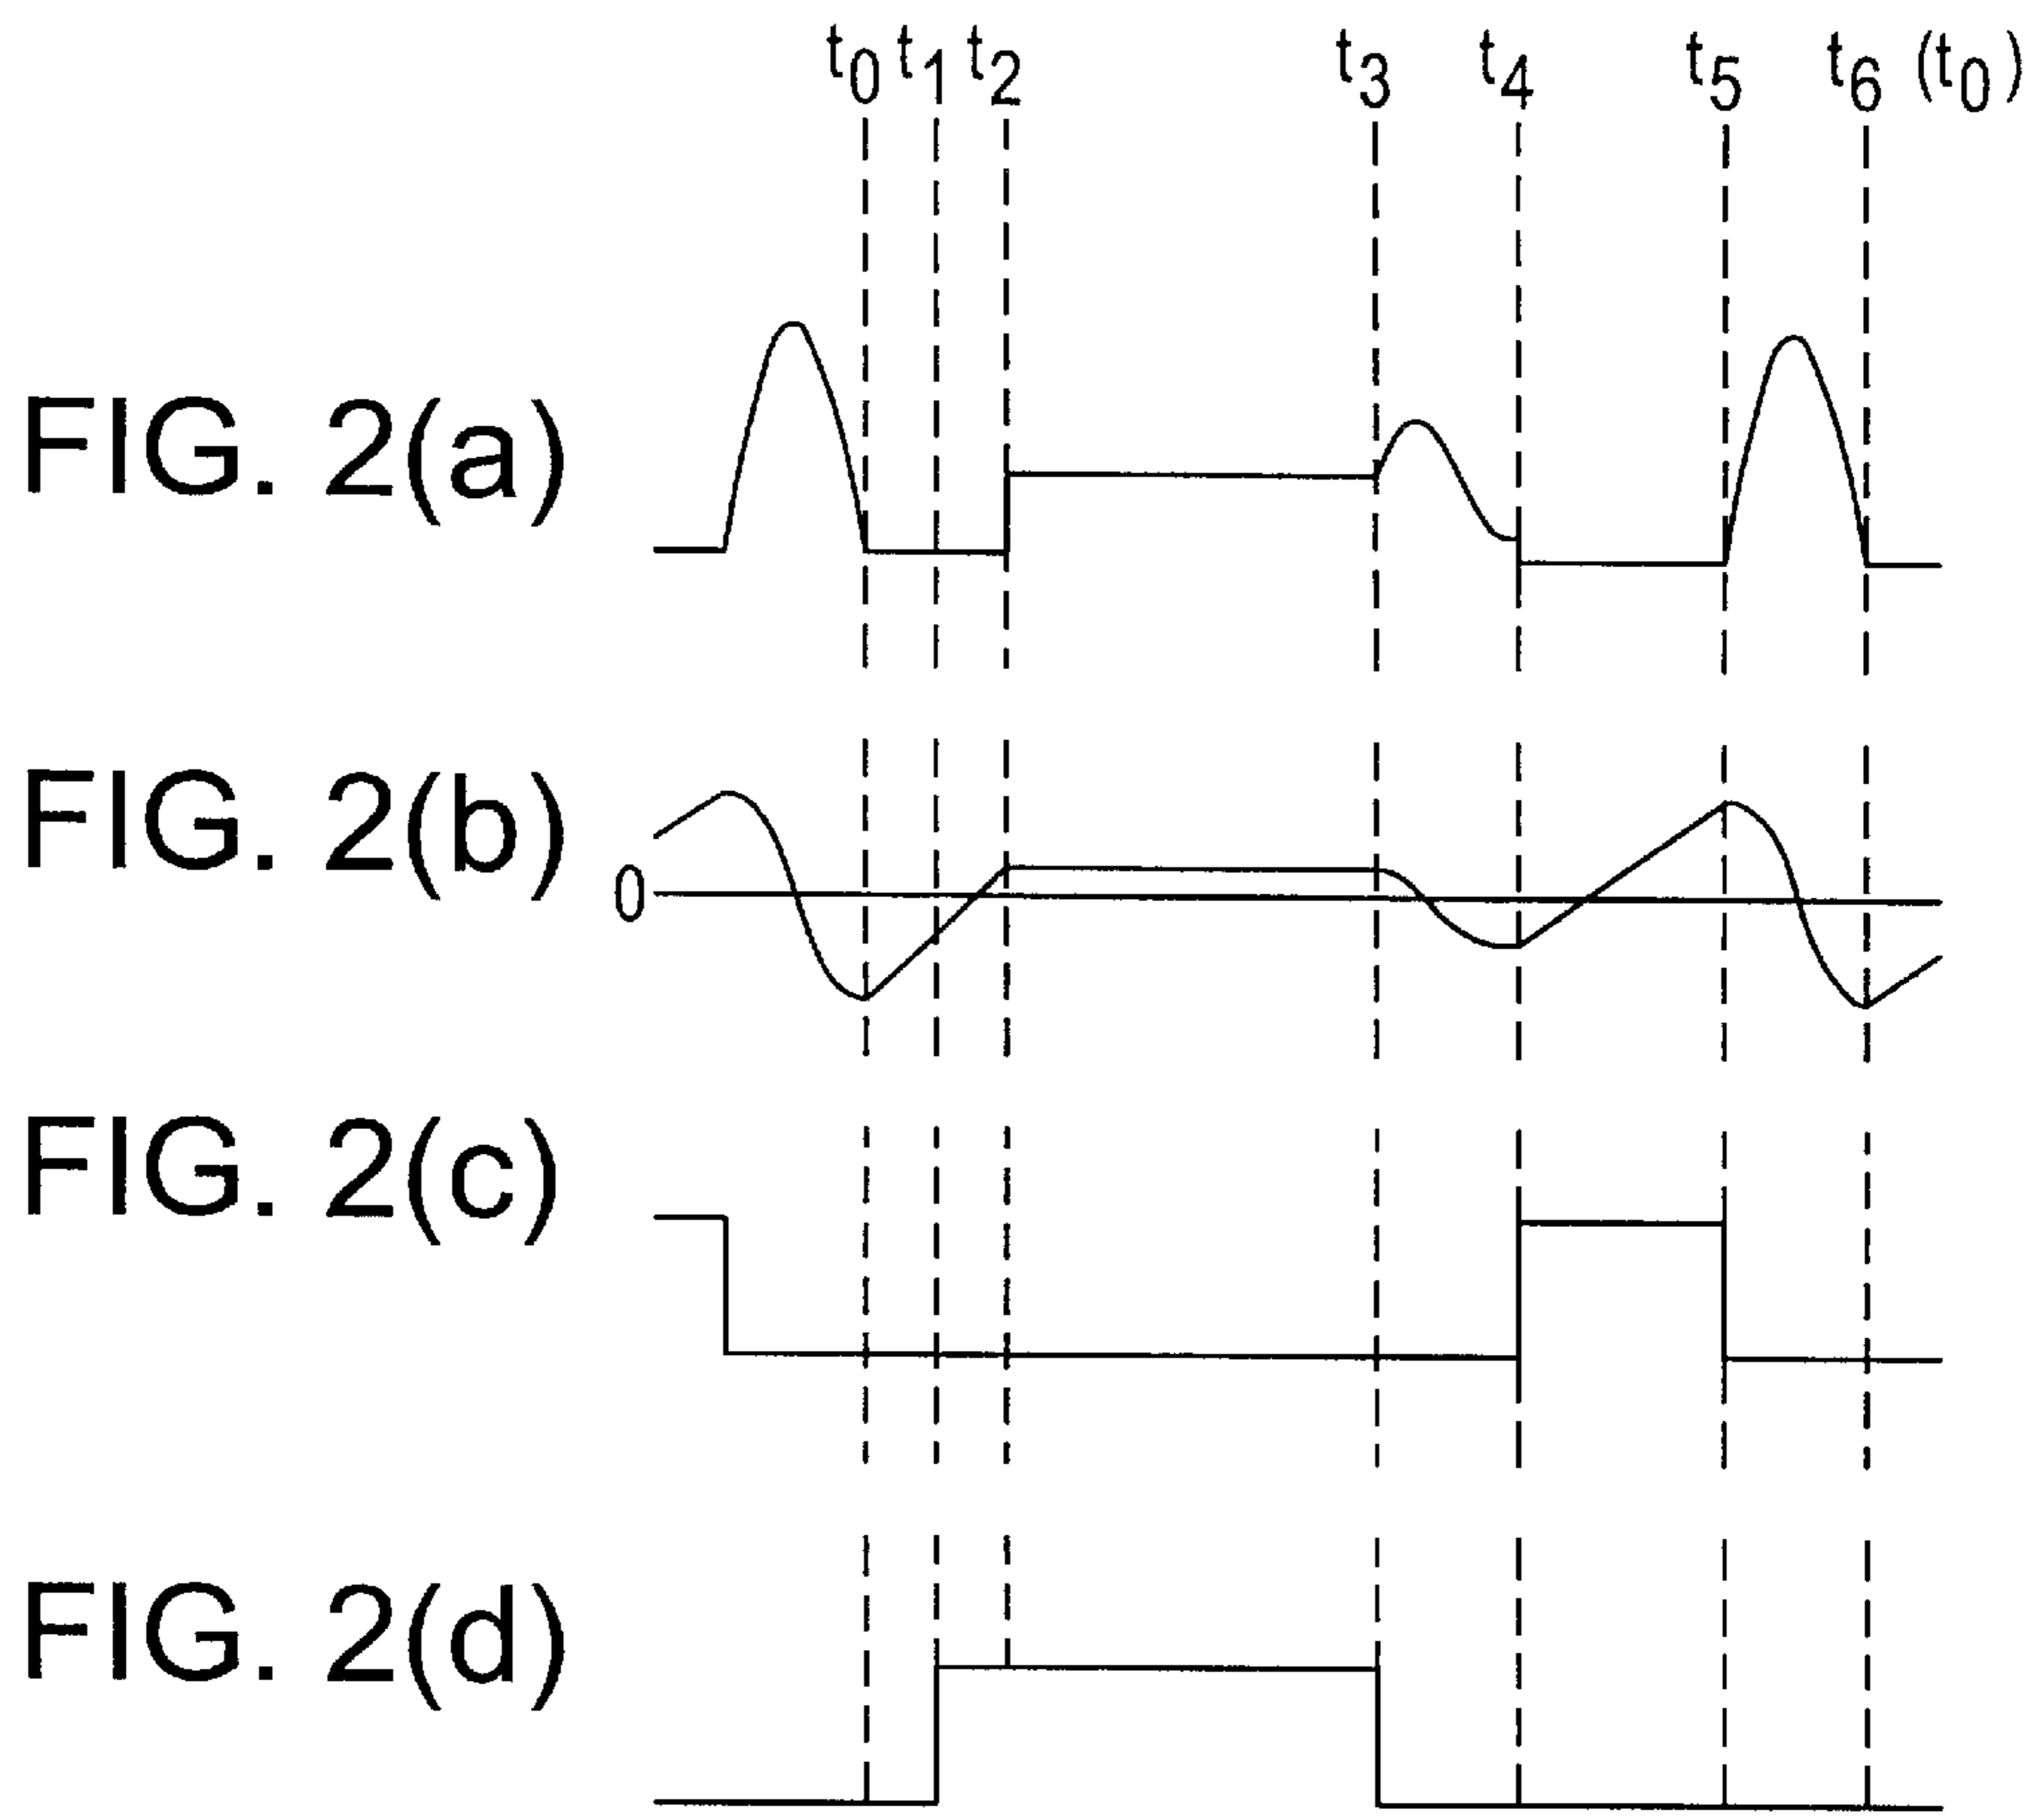 t0 t1 t2 t3 t4 t5 t6 (t0)
FIG. 2(a)
FIG. 2(b)
0
FIG. 2(c)
FIG. 2(d)